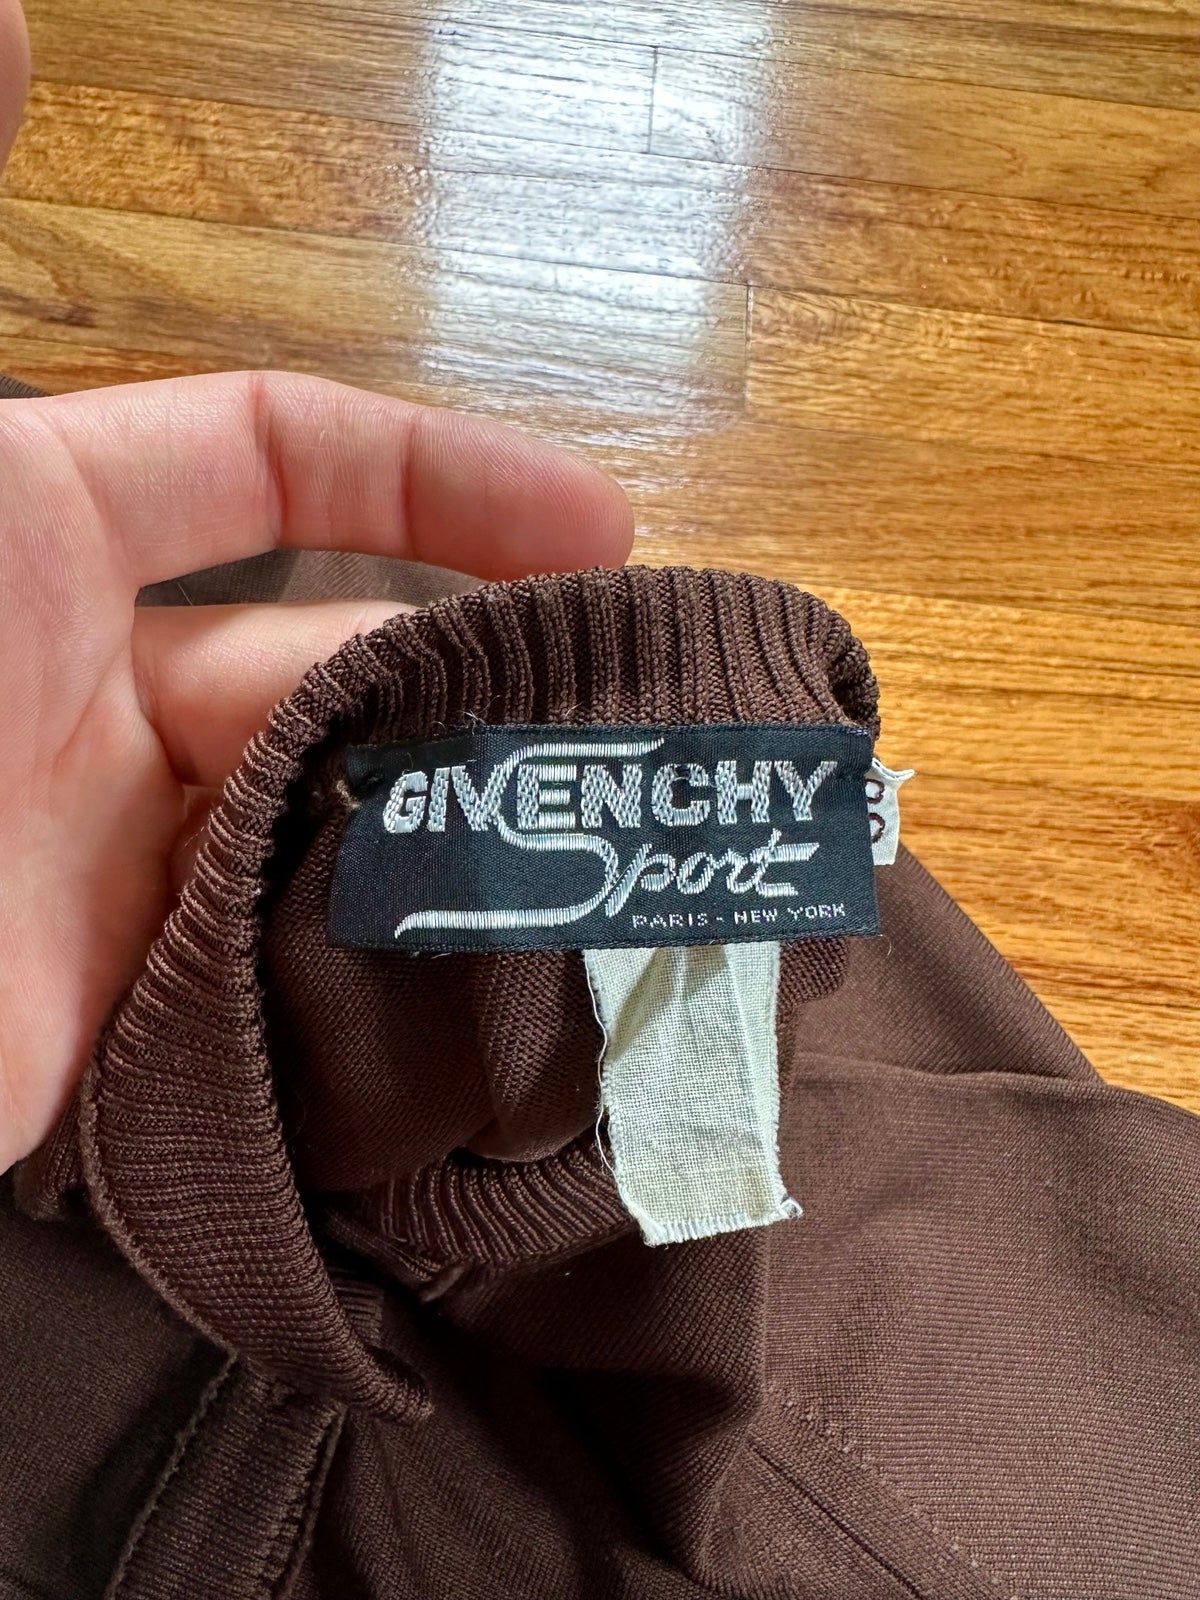 GIVENCHY
Sport
PARIS - NEW YORK